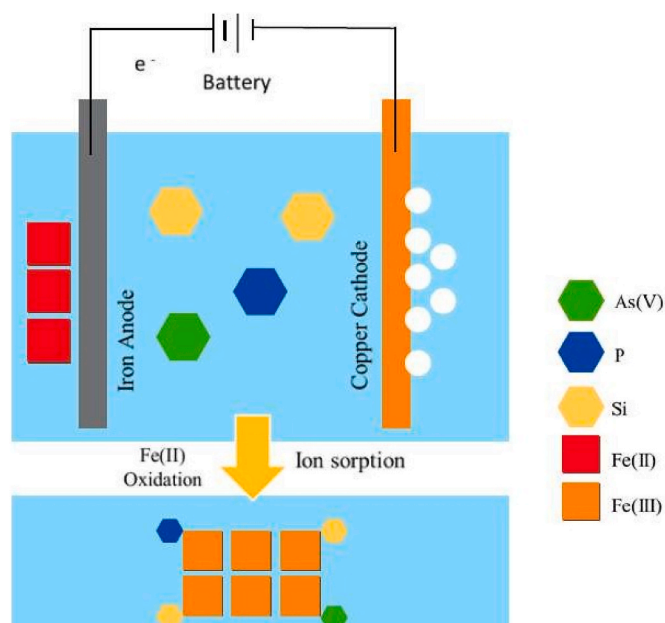 e -
Battery
Iron Anode
Copper Cathode
As(V)
P
Si
Fe(II)
Fe(III)
Fe(II)
Oxidation
Ion sorption